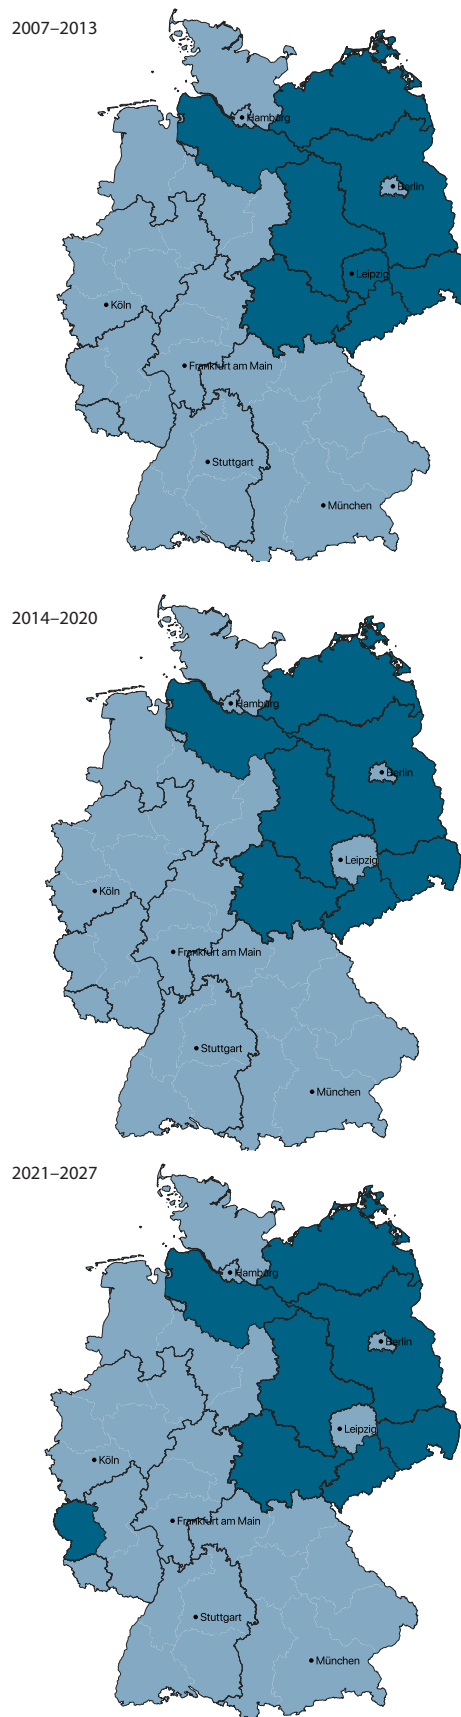 2007–2013
Hamburg
Berlin
Leipzig
Köln
Frankfurt am Main
Stuttgart
München
2014–2020
Hamburg
Berlin
Leipzig
Köln
Frankfurt am Main
Stuttgart
München
2021–2027
Hamburg
Berlin
Leipzig
Köln
Frankfurt am Main
Stuttgart
München